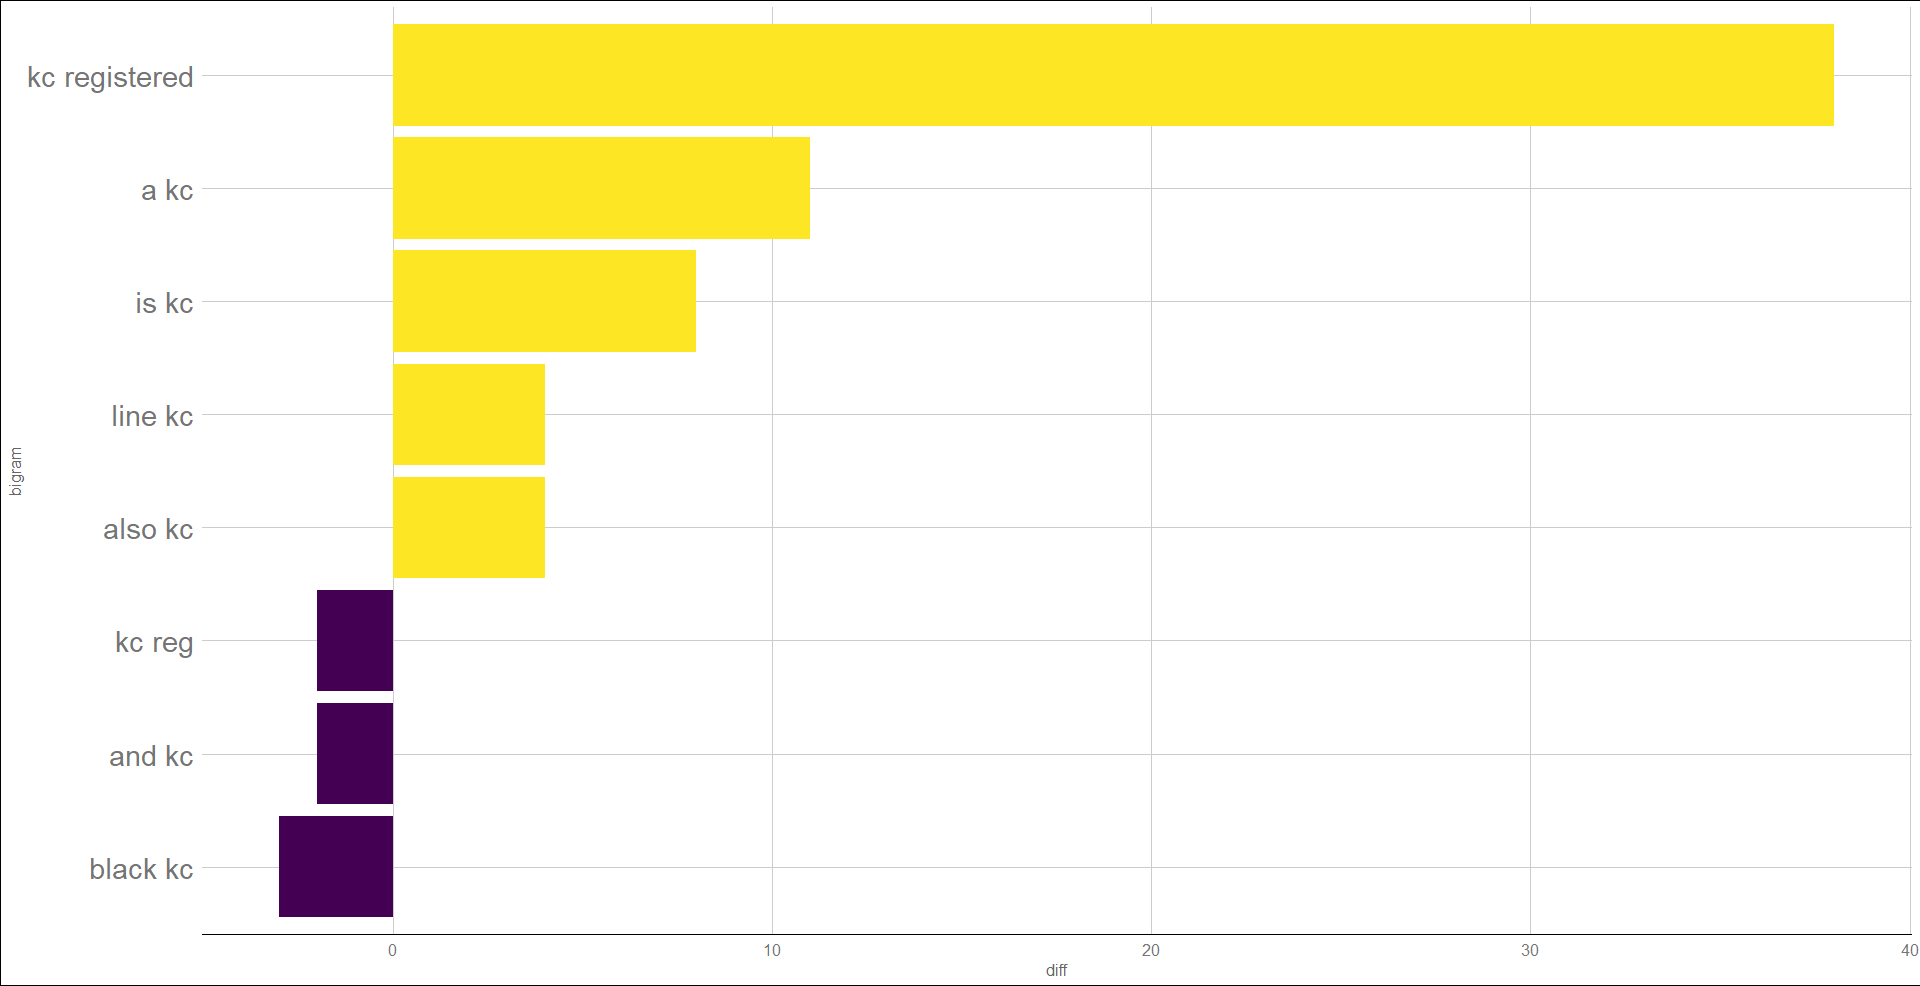 kc registered
a kc
is kc
line kc
also kc
kc reg
and kc
black kc
bigram
0 10 20 30 40
diff